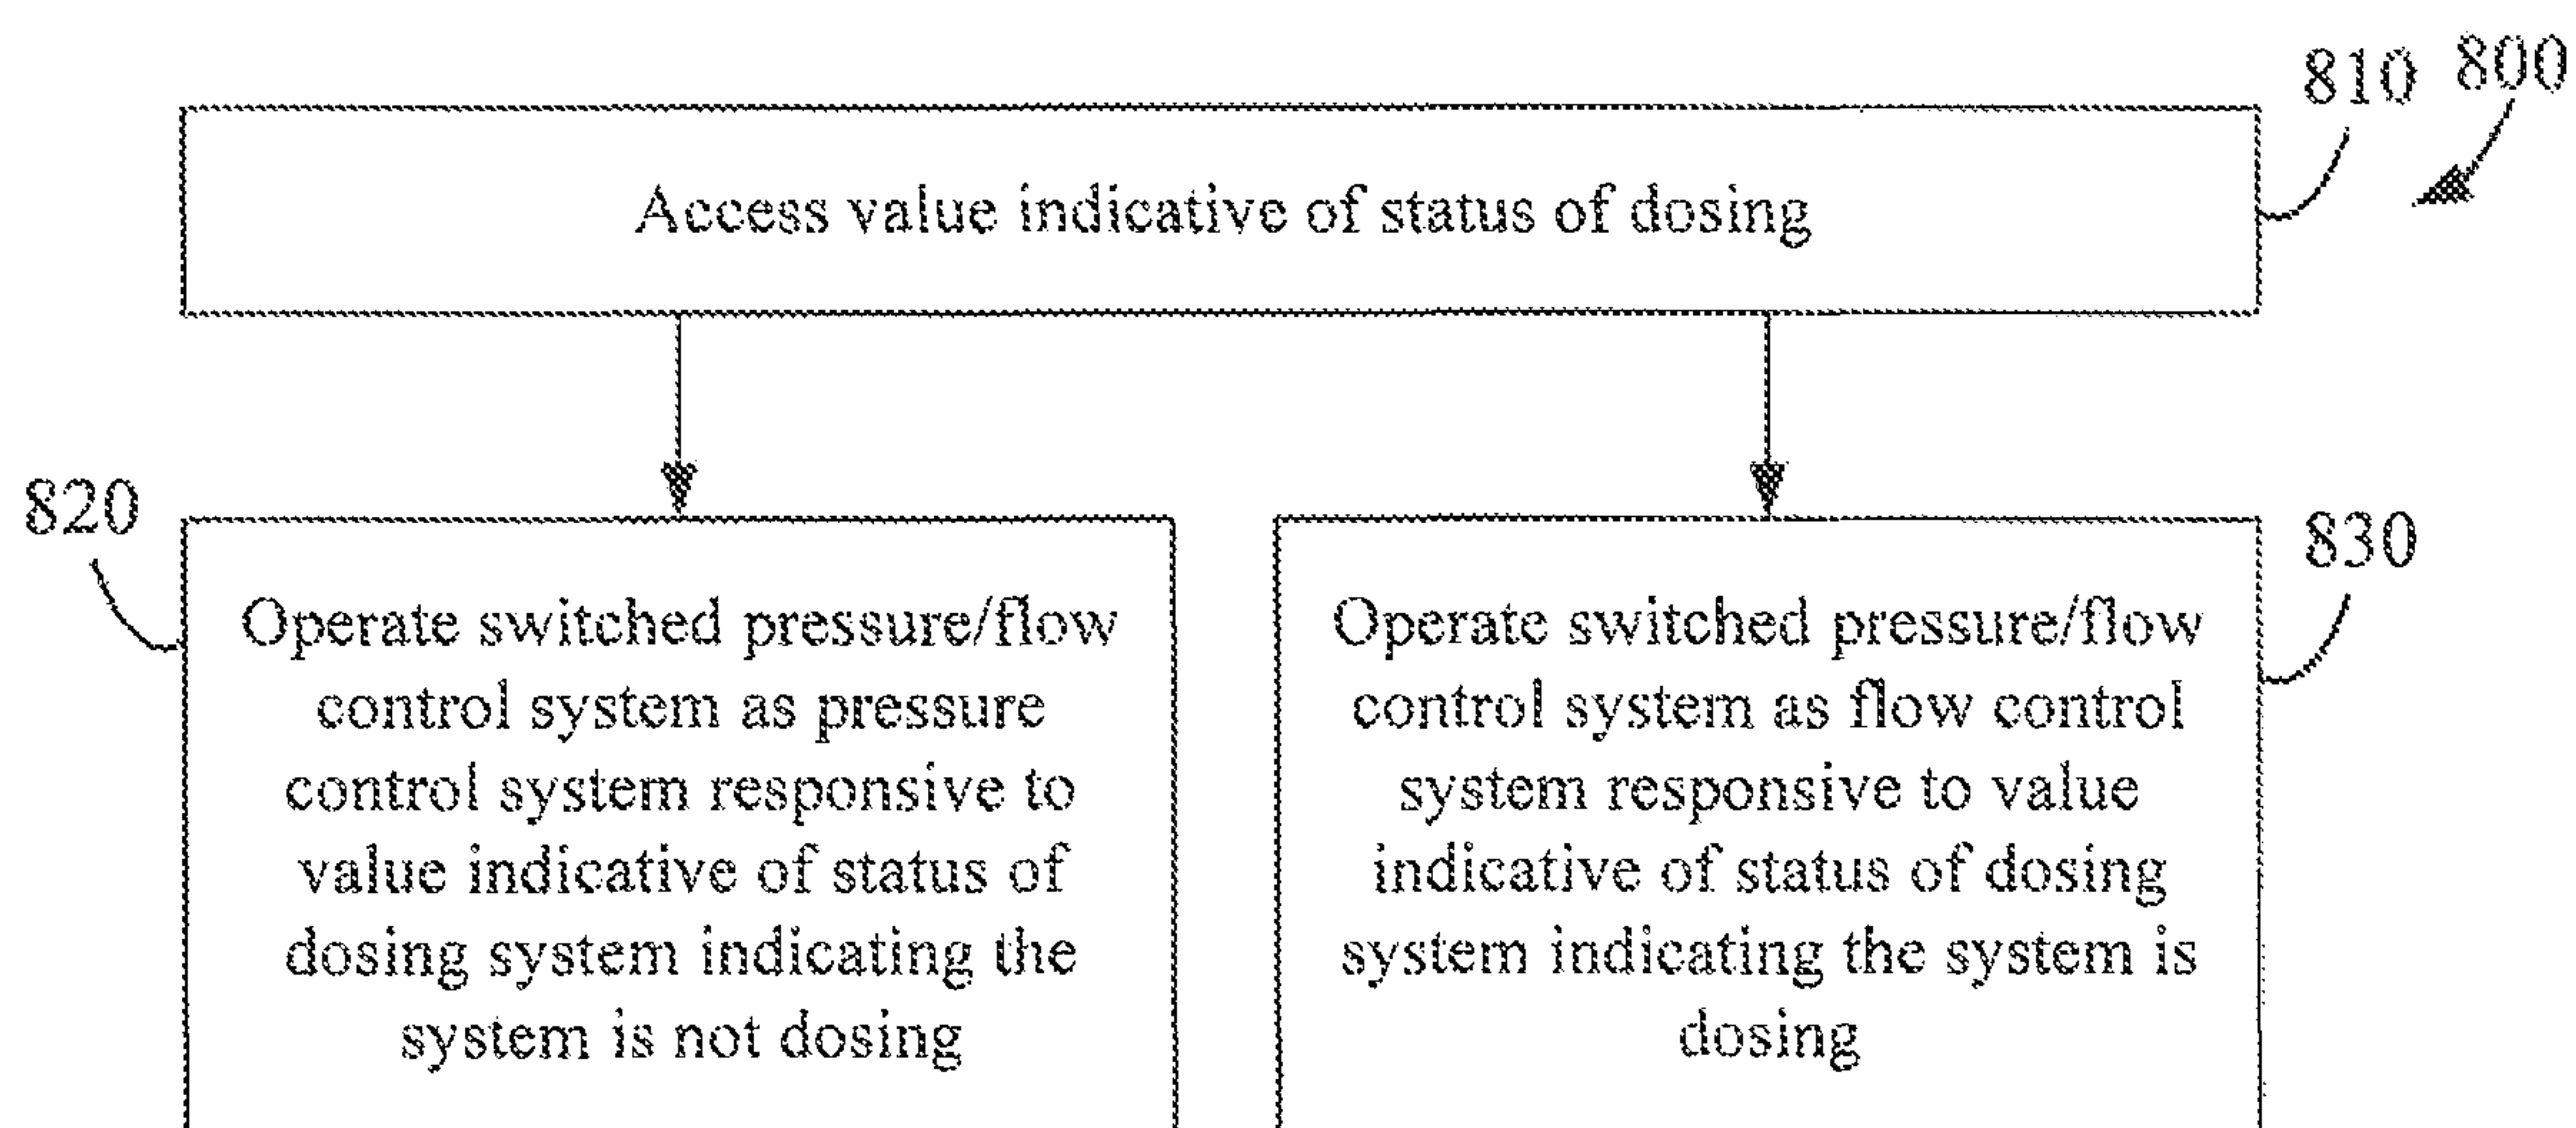 810 800
Access value indicative of status of dosing
820
Operate switched pressure/flow
control system as pressure
control system responsive to
value indicative of status of
dosing system indicating the
system is not dosing
830
Operate switched pressure/flow
control system as flow control
system responsive to value
indicative of status of dosing
system indicating the system is
dosing